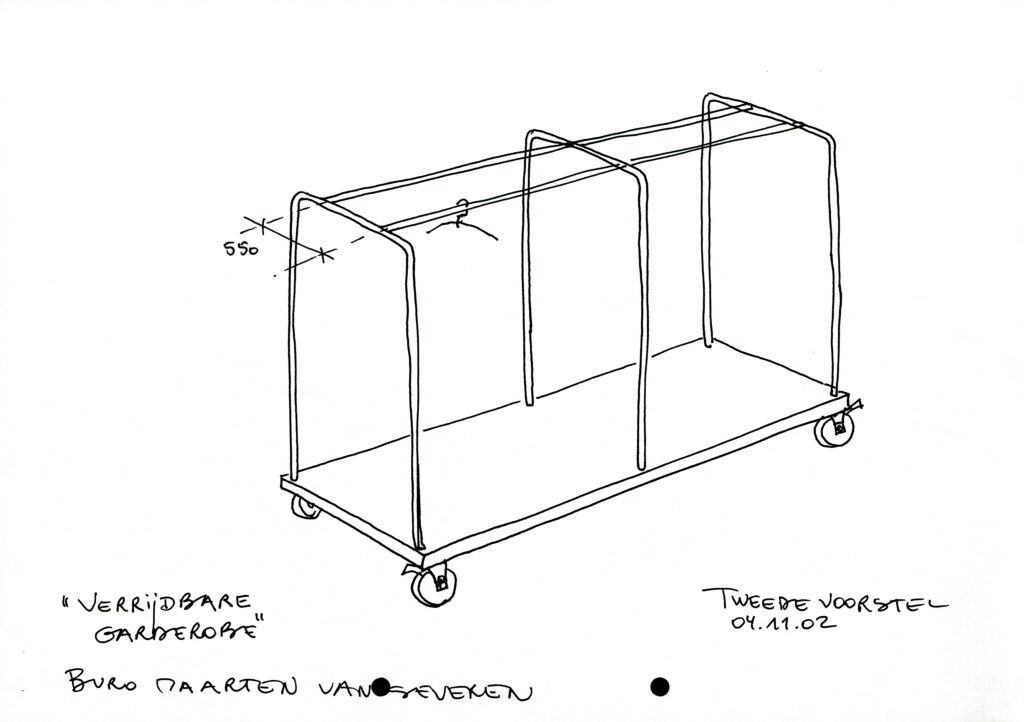 550
"VERRIJDBARE
GARDEROBE"
TWEEDE VOORSTEL
04.11.02
BURO MAARTEN VAN SEVEREN